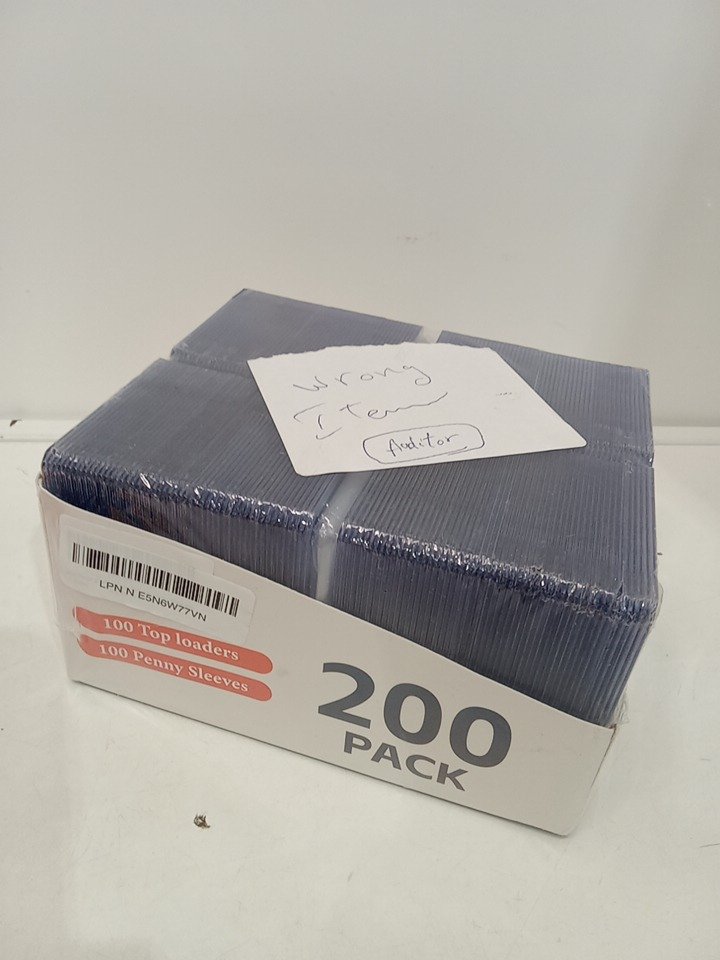 Wrong
Item
Auditor
LPN N E5N6W77VN
100 Top loaders
100 Penny Sleeves
200
PACK